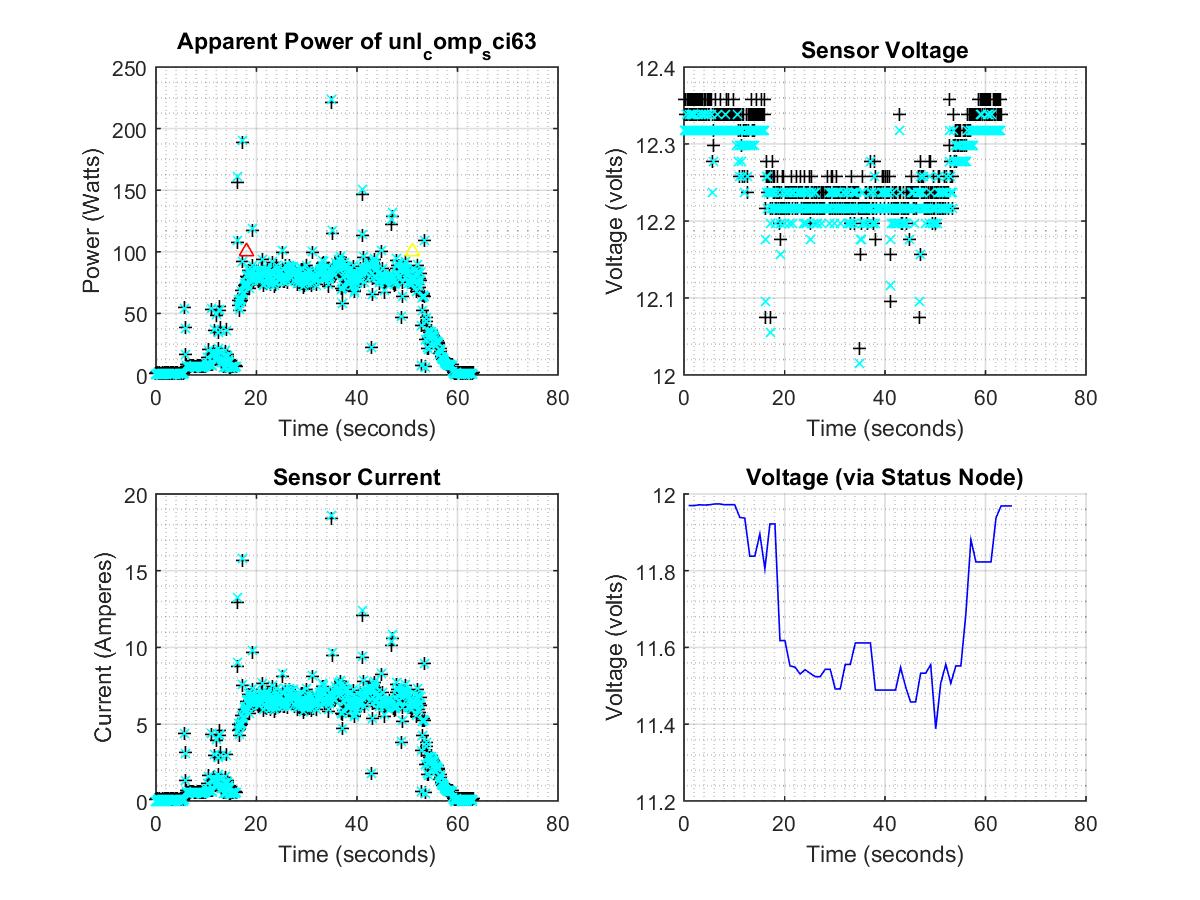 Apparent Power of unl_comp_sci63
250
200
150
100
50
0
0 20 40 60 80
Power (Watts)
Time (seconds)
Sensor Voltage
12.4
12.3
12.2
12.1
12
0 20 40 60 80
Voltage (volts)
Time (seconds)
Sensor Current
20
15
10
5
0
0 20 40 60 80
Current (Amperes)
Time (seconds)
Voltage (via Status Node)
12
11.8
11.6
11.4
11.2
0 20 40 60 80
Voltage (volts)
Time (seconds)